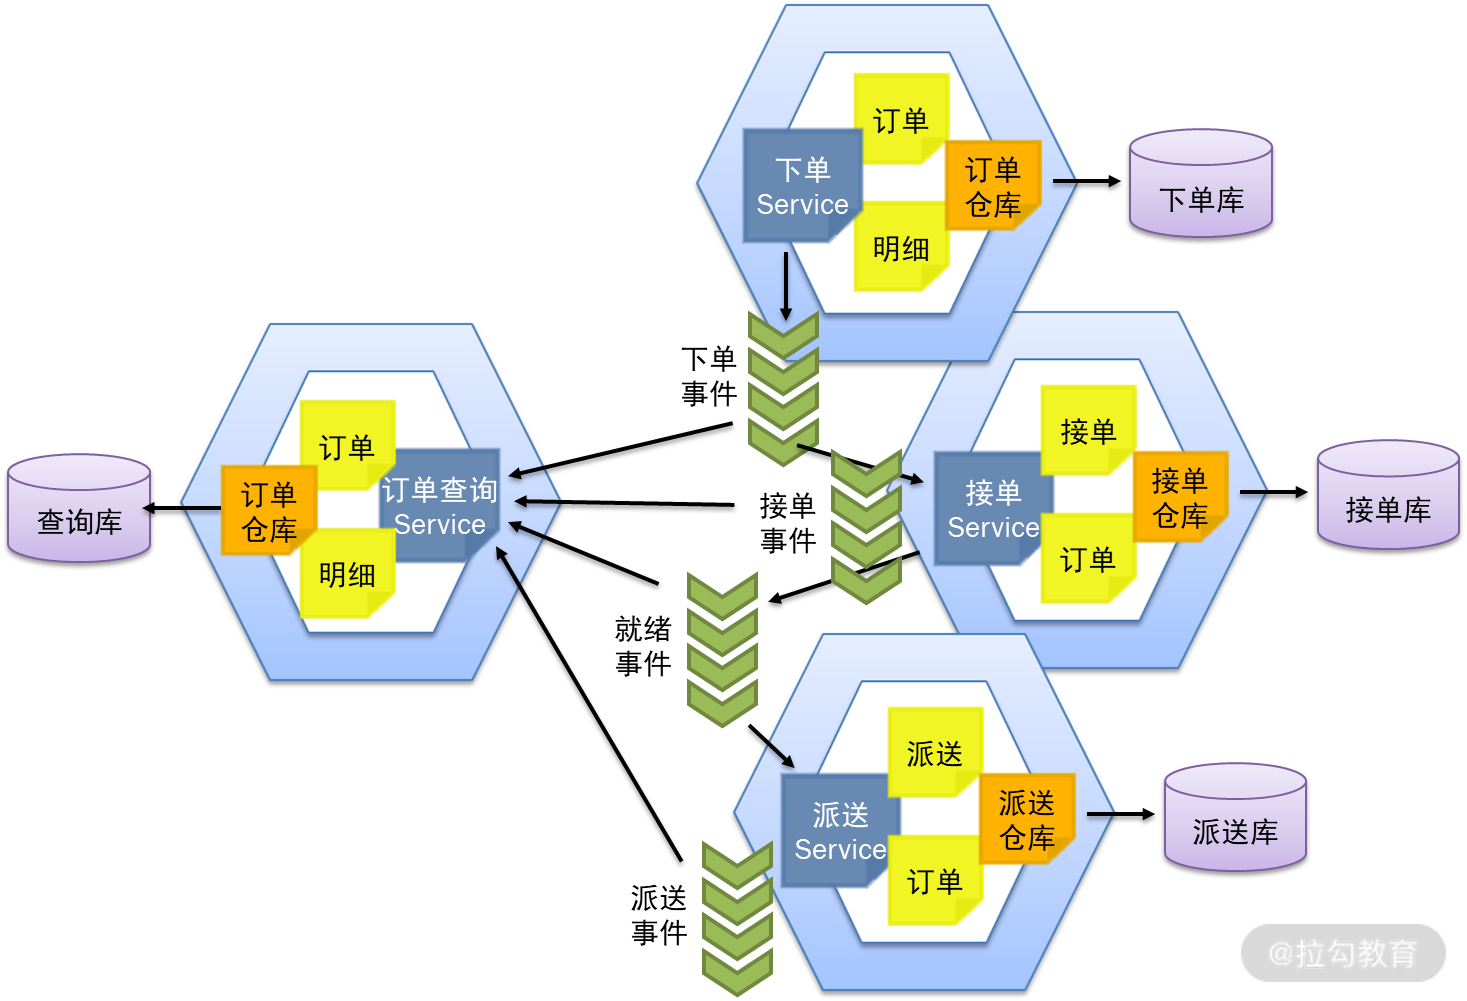 订单
下单
Service
订单
仓库
明细
下单库
下单
事件
接单
接单
Service
接单
仓库
订单
接单库
接单
事件
订单
订单查询
Service
订单
仓库
明细
查询库
就绪
事件
派送
派送
Service
派送
仓库
订单
派送库
派送
事件
@拉勾教育